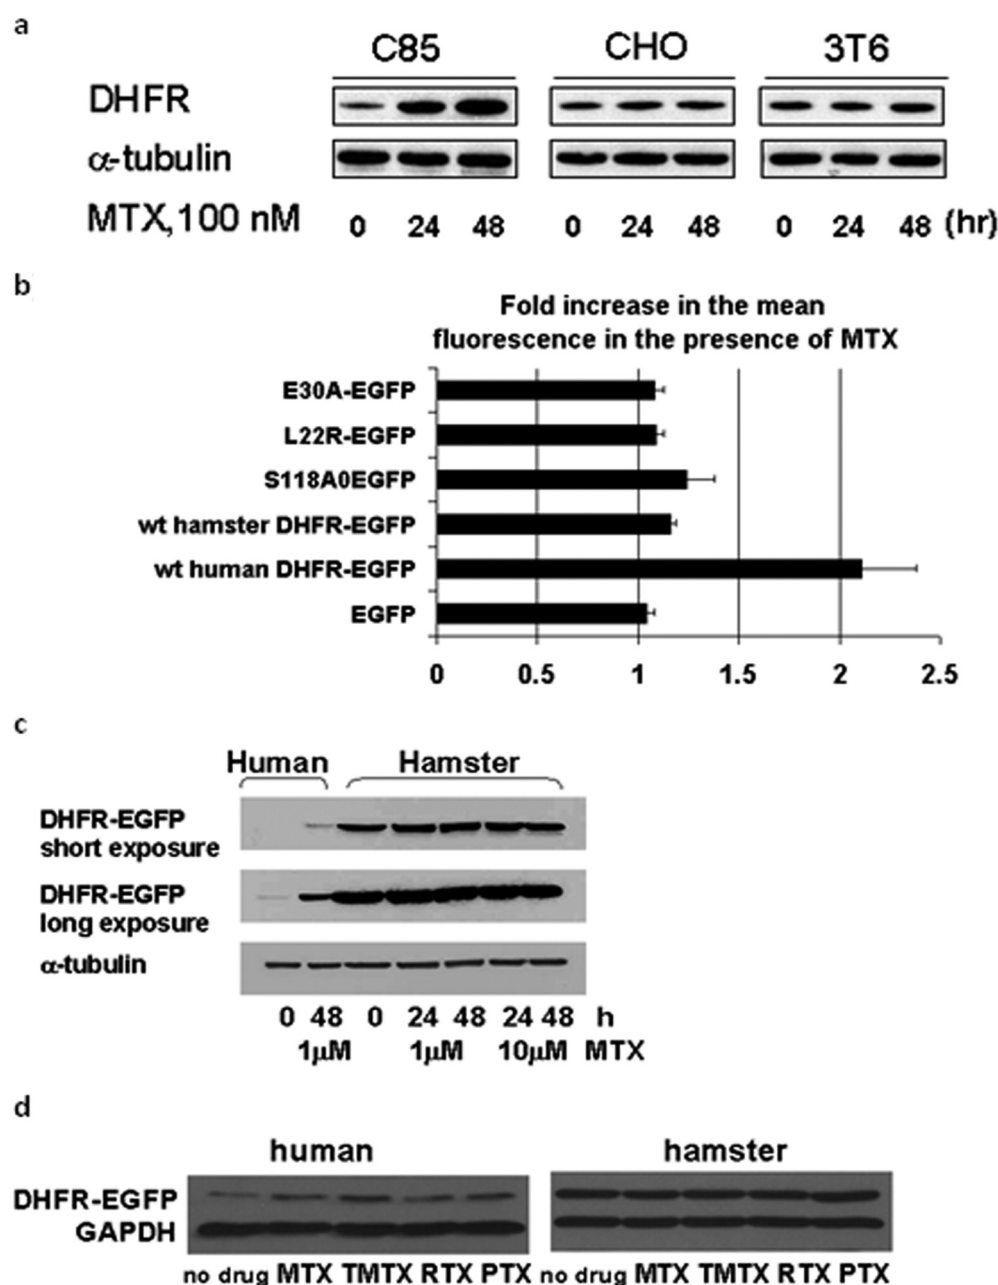 a
C85 CHO 3T6
DHFR
α-tubulin
MTX,100 nM 0 24 48 0 24 48 0 24 48 (hr)
b
Fold increase in the mean
fluorescence in the presence of MTX
E30A-EGFP
L22R-EGFP
S118A0EGFP
wt hamster DHFR-EGFP
wt human DHFR-EGFP
EGFP
0 0.5 1 1.5 2 2.5
c
Human Hamster
DHFR-EGFP
short exposure
DHFR-EGFP
long exposure
α-tubulin
0 48 0 24 48 24 48 h
1µM 1µM 10µM MTX
d
human hamster
DHFR-EGFP
GAPDH
no drug MTX TMTX RTX PTX no drug MTX TMTX RTX PTX